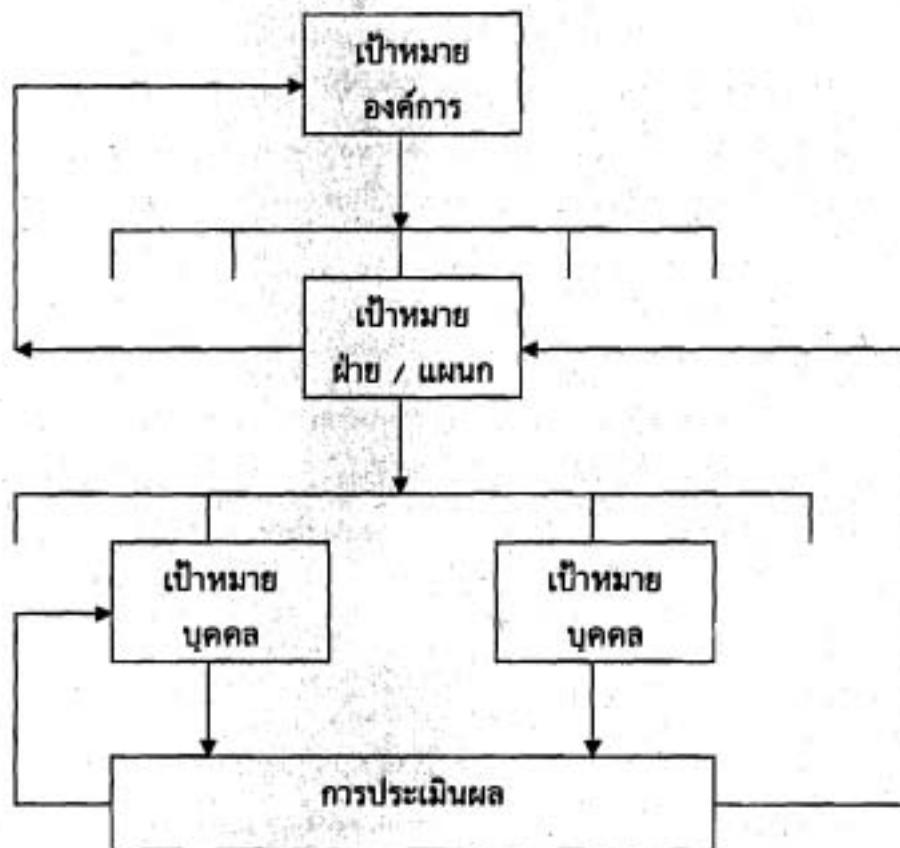 เป้าหมาย
องค์การ
เป้าหมาย
ฝ่าย / แผนก
เป้าหมาย
บุคคล
เป้าหมาย
บุคคล
การประเมินผล